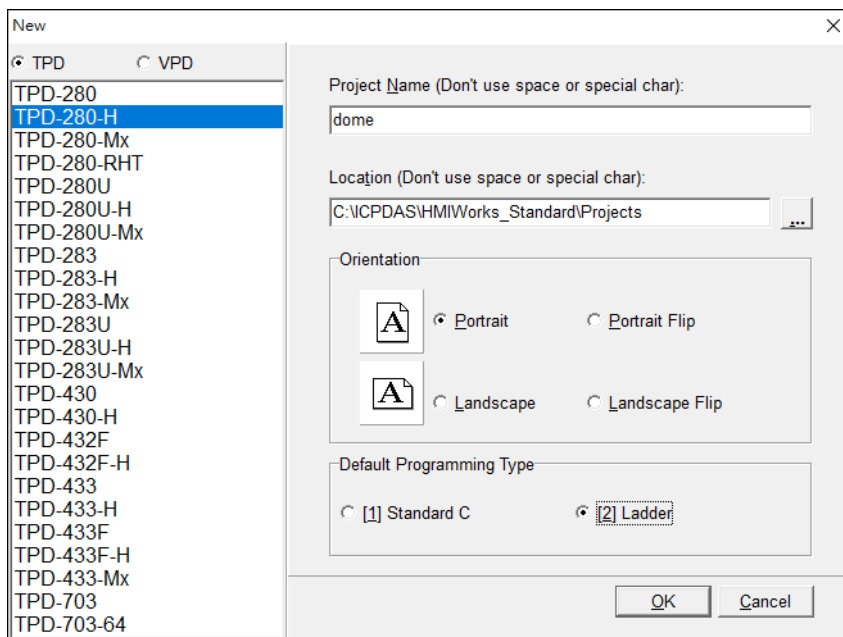 New
TPD
VPD
TPD-280
TPD-280-H
TPD-280-Mx
TPD-280-RHT
TPD-280U
TPD-280U-H
TPD-280U-Mx
TPD-283
TPD-283-H
TPD-283-Mx
TPD-283U
TPD-283U-H
TPD-283U-Mx
TPD-430
TPD-430-H
TPD-432F
TPD-432F-H
TPD-433
TPD-433-H
TPD-433F
TPD-433F-H
TPD-433-Mx
TPD-703
TPD-703-64
Project Name (Don't use space or special char):
dome
Location (Don't use space or special char):
C:\ICPDAS\HMIWorks_Standard\Projects
...
Orientation
A
Portrait
Portrait Flip
A
Landscape
Landscape Flip
Default Programming Type
[1] Standard C
[2] Ladder
OK
Cancel